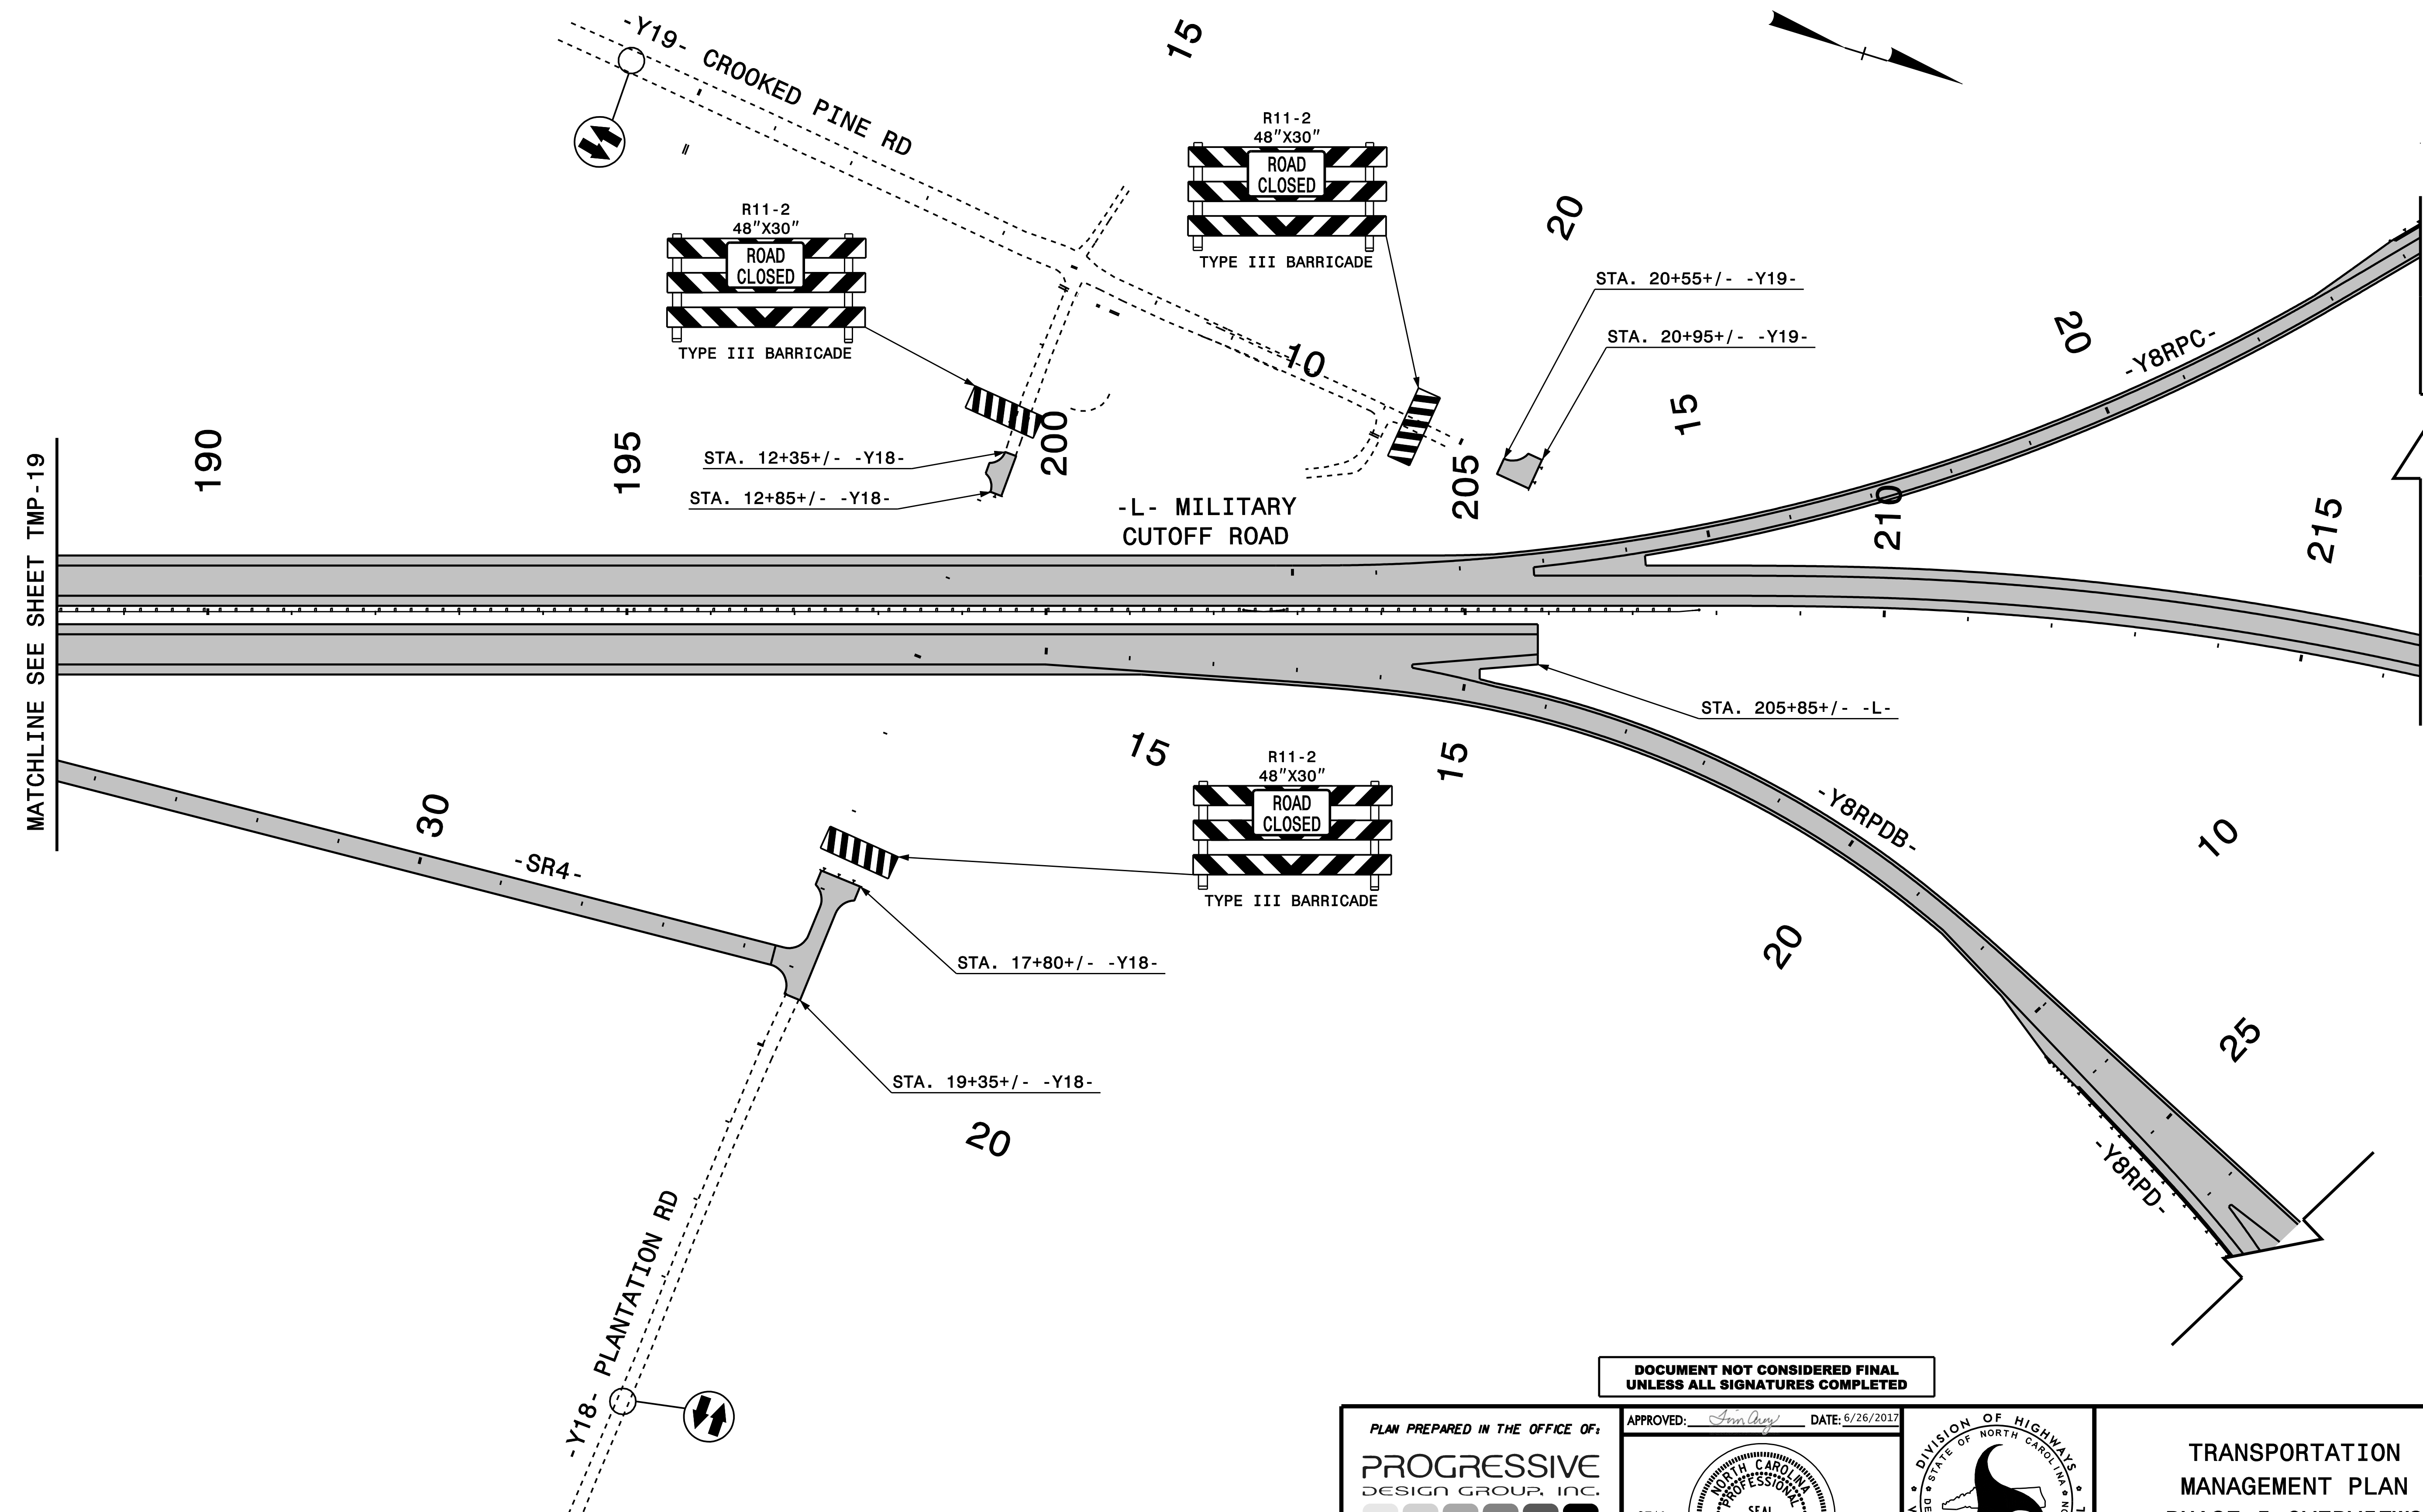 -Y19- CROOKED PINE RD
15
R11-2
48"X30"
ROAD
CLOSED
TYPE III BARRICADE
R11-2
48"X30"
ROAD
CLOSED
TYPE III BARRICADE
20
STA. 20+55+/- -Y19-
STA. 20+95+/- -Y19-
20
-Y8RPC-
10
15
MATCHLINE SEE SHEET TMP-19
190
195
200
205
210
215
STA. 12+35+/- -Y18-
STA. 12+85+/- -Y18-
-L- MILITARY
CUTOFF ROAD
STA. 205+85+/- -L-
30
-SR4-
15
15
R11-2
48"X30"
ROAD
CLOSED
TYPE III BARRICADE
-Y8RPDB-
10
20
25
STA. 17+80+/- -Y18-
STA. 19+35+/- -Y18-
20
-Y8RPD-
-Y18- PLANTATION RD
DOCUMENT NOT CONSIDERED FINAL
UNLESS ALL SIGNATURES COMPLETED
PLAN PREPARED IN THE OFFICE OF:
PROGRESSIVE
DESIGN GROUP, INC.
APPROVED: DATE: 6/26/2017
NORTH CAROLINA
PROFESSIONAL
SEAL
DIVISION OF HIGHWAYS
STATE OF NORTH CAROLINA
TRANSPORTATION
MANAGEMENT PLAN